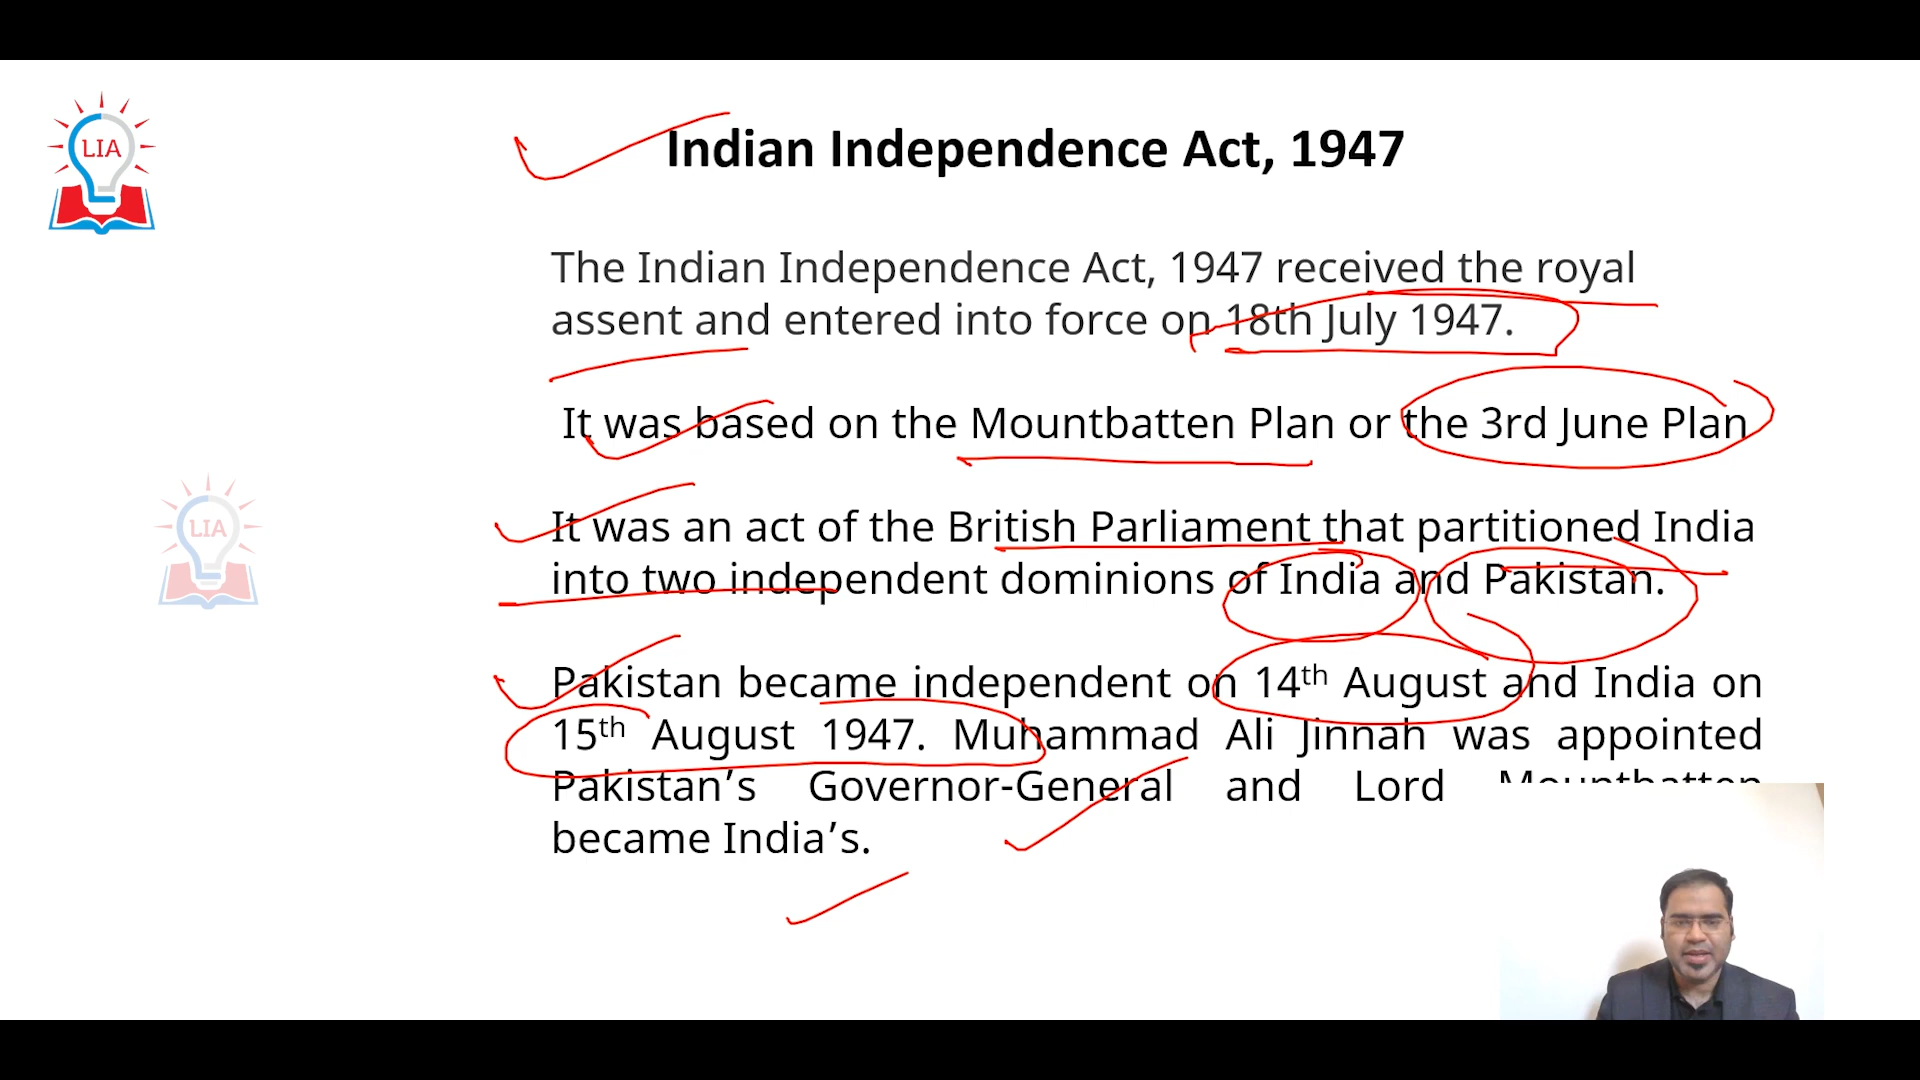 LIA
Indian Independence Act, 1947
The Indian Independence Act, 1947 received the royal
assent and entered into force on 18th July 1947.
It was based on the Mountbatten Plan or the 3rd June Plan
LIA
It was an act of the British Parliament that partitioned India
into two independent dominions of India and Pakistan.
Pakistan became independent on 14th August and India on
15th August 1947. Muhammad Ali Jinnah was appointed
Pakistan’s Governor-General and Lord Mountbatten
became India’s.